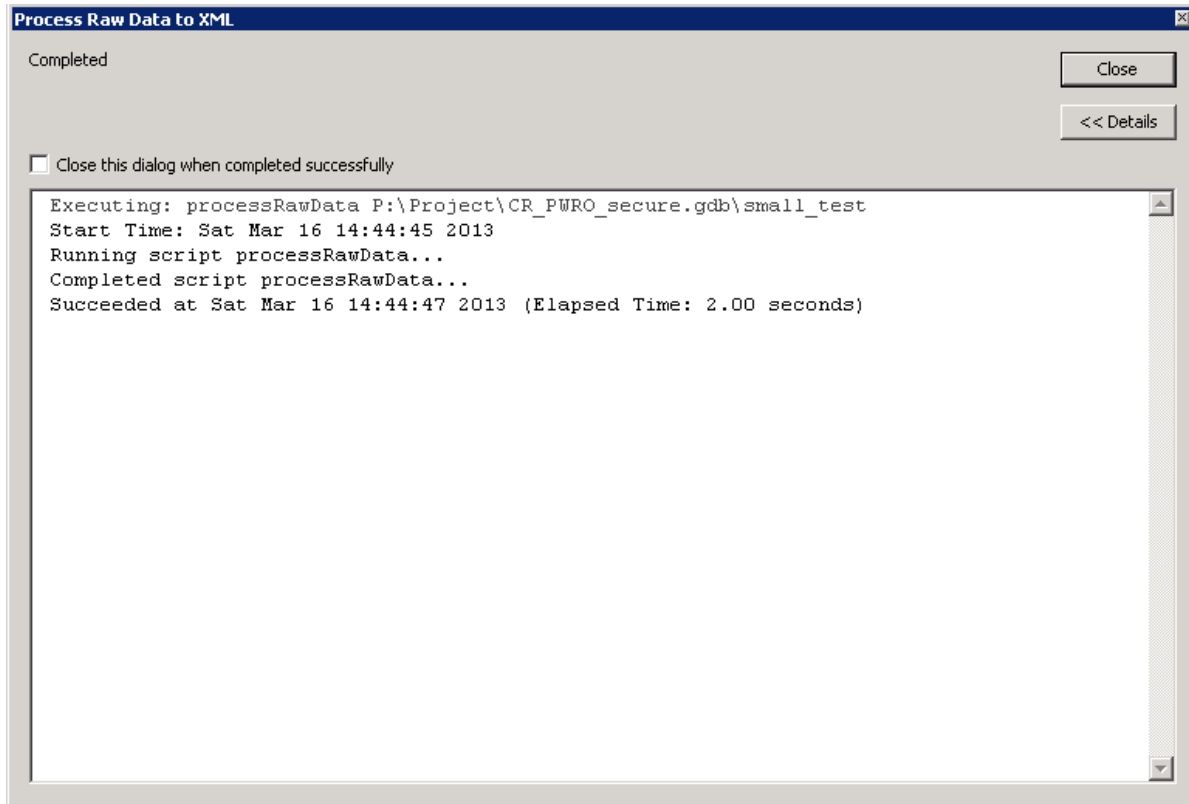 Process Raw Data to XML
Completed
Close
<< Details
Close this dialog when completed successfully
Executing: processRawData P:\Project\CR_PWRO_secure.gdb\small_test
Start Time: Sat Mar 16 14:44:45 2013
Running script processRawData...
Completed script processRawData...
Succeeded at Sat Mar 16 14:44:47 2013 (Elapsed Time: 2.00 seconds)